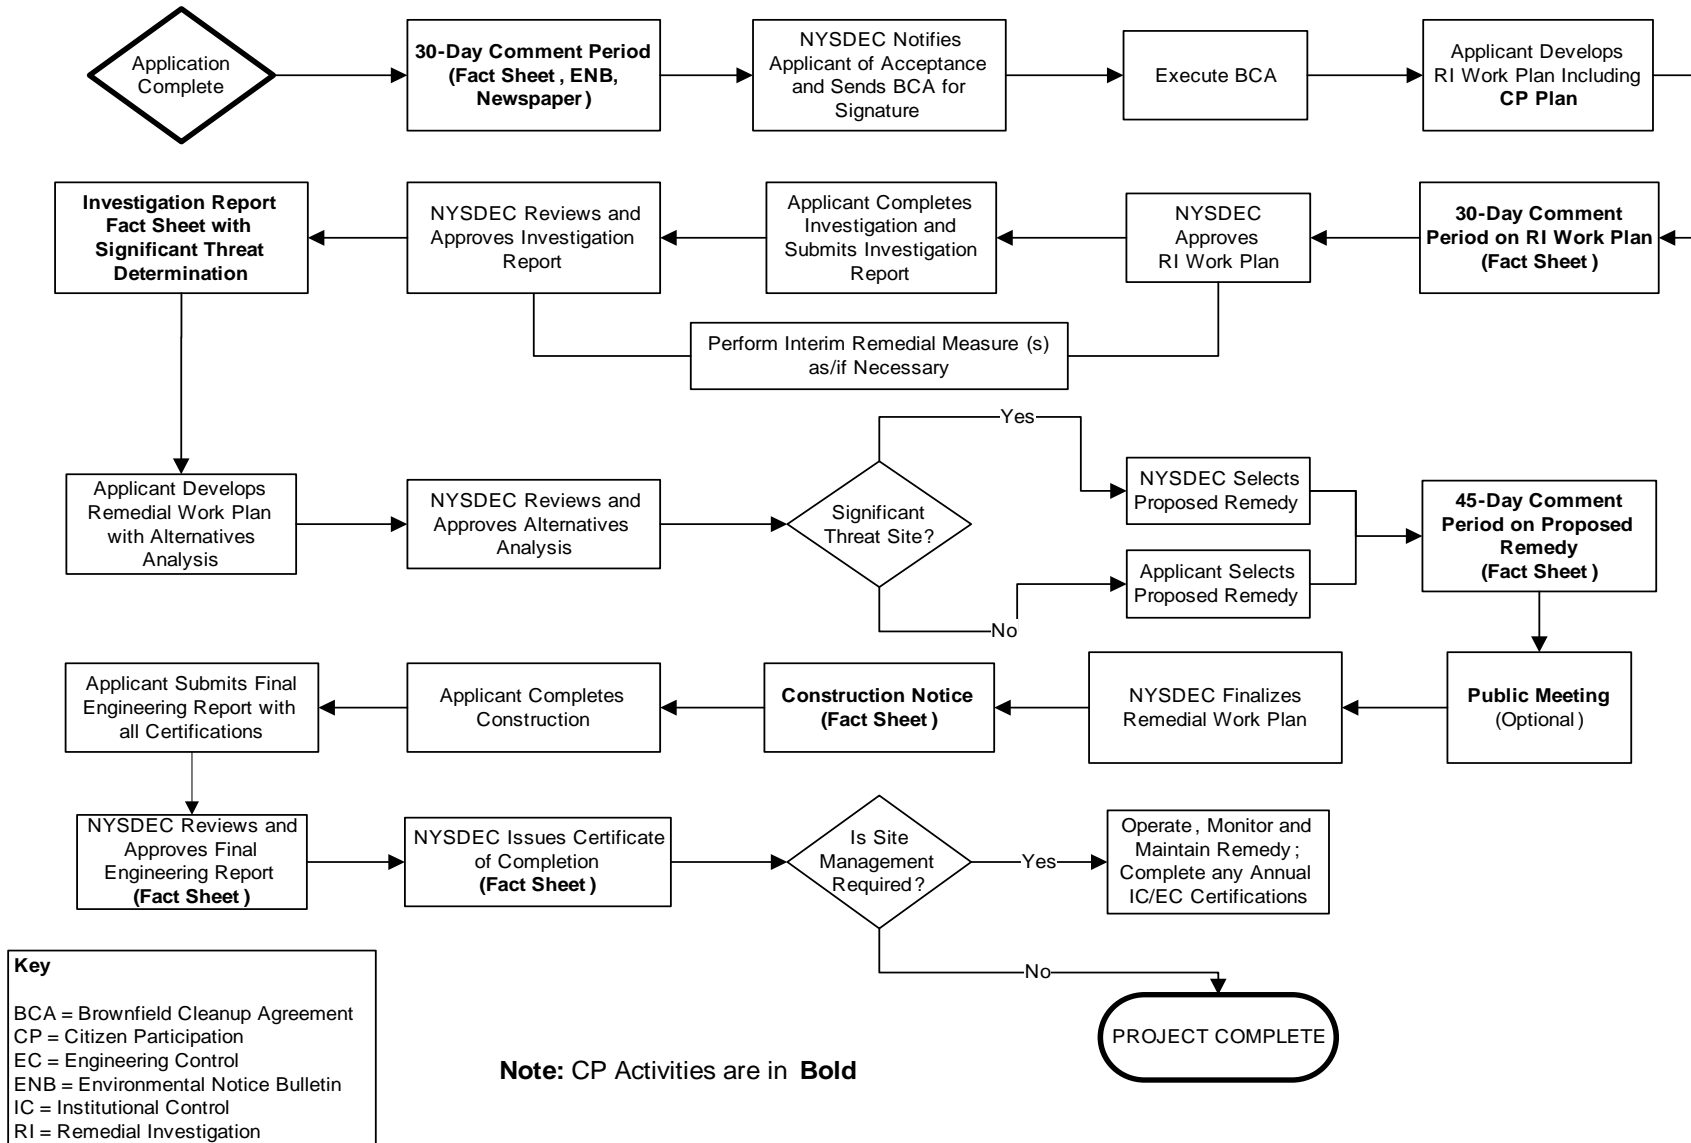 Application
Complete
30-Day Comment Period
(Fact Sheet, ENB,
Newspaper)
NYSDEC Notifies
Applicant of Acceptance
and Sends BCA for
Signature
Execute BCA
Applicant Develops
RI Work Plan Including
CP Plan
30-Day Comment
Period on RI Work Plan
(Fact Sheet)
NYSDEC
Approves
RI Work Plan
Applicant Completes
Investigation and
Submits Investigation
Report
NYSDEC Reviews and
Approves Investigation
Report
Investigation Report
Fact Sheet with
Significant Threat
Determination
Perform Interim Remedial Measure (s)
as/if Necessary
Applicant Develops
Remedial Work Plan
with Alternatives
Analysis
NYSDEC Reviews and
Approves Alternatives
Analysis
Significant
Threat Site?
Yes
No
NYSDEC Selects
Proposed Remedy
Applicant Selects
Proposed Remedy
45-Day Comment
Period on Proposed
Remedy
(Fact Sheet)
Public Meeting
(Optional)
NYSDEC Finalizes
Remedial Work Plan
Construction Notice
(Fact Sheet)
Applicant Completes
Construction
Applicant Submits Final
Engineering Report with
all Certifications
NYSDEC Reviews and
Approves Final
Engineering Report
(Fact Sheet)
NYSDEC Issues Certificate
of Completion
(Fact Sheet)
Is Site
Management
Required?
Yes
No
Operate, Monitor and
Maintain Remedy;
Complete any Annual
IC/EC Certifications
PROJECT COMPLETE
Key
BCA = Brownfield Cleanup Agreement
CP = Citizen Participation
EC = Engineering Control
ENB = Environmental Notice Bulletin
IC = Institutional Control
RI = Remedial Investigation
Note: CP Activities are in Bold